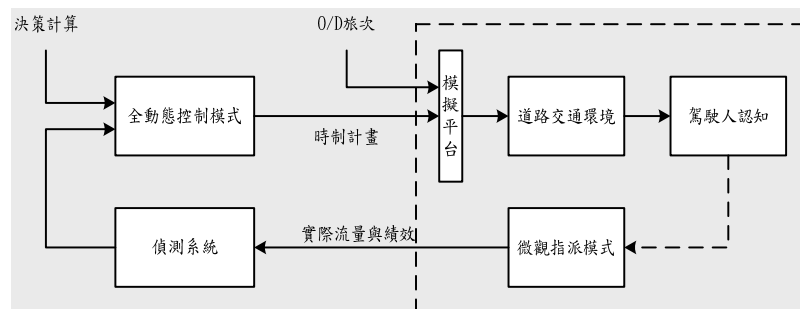 決策計算
O/D旅次
全動態控制模式
時制計畫
模擬平台
道路交通環境
駕駛人認知
偵測系統
實際流量與績效
微觀指派模式